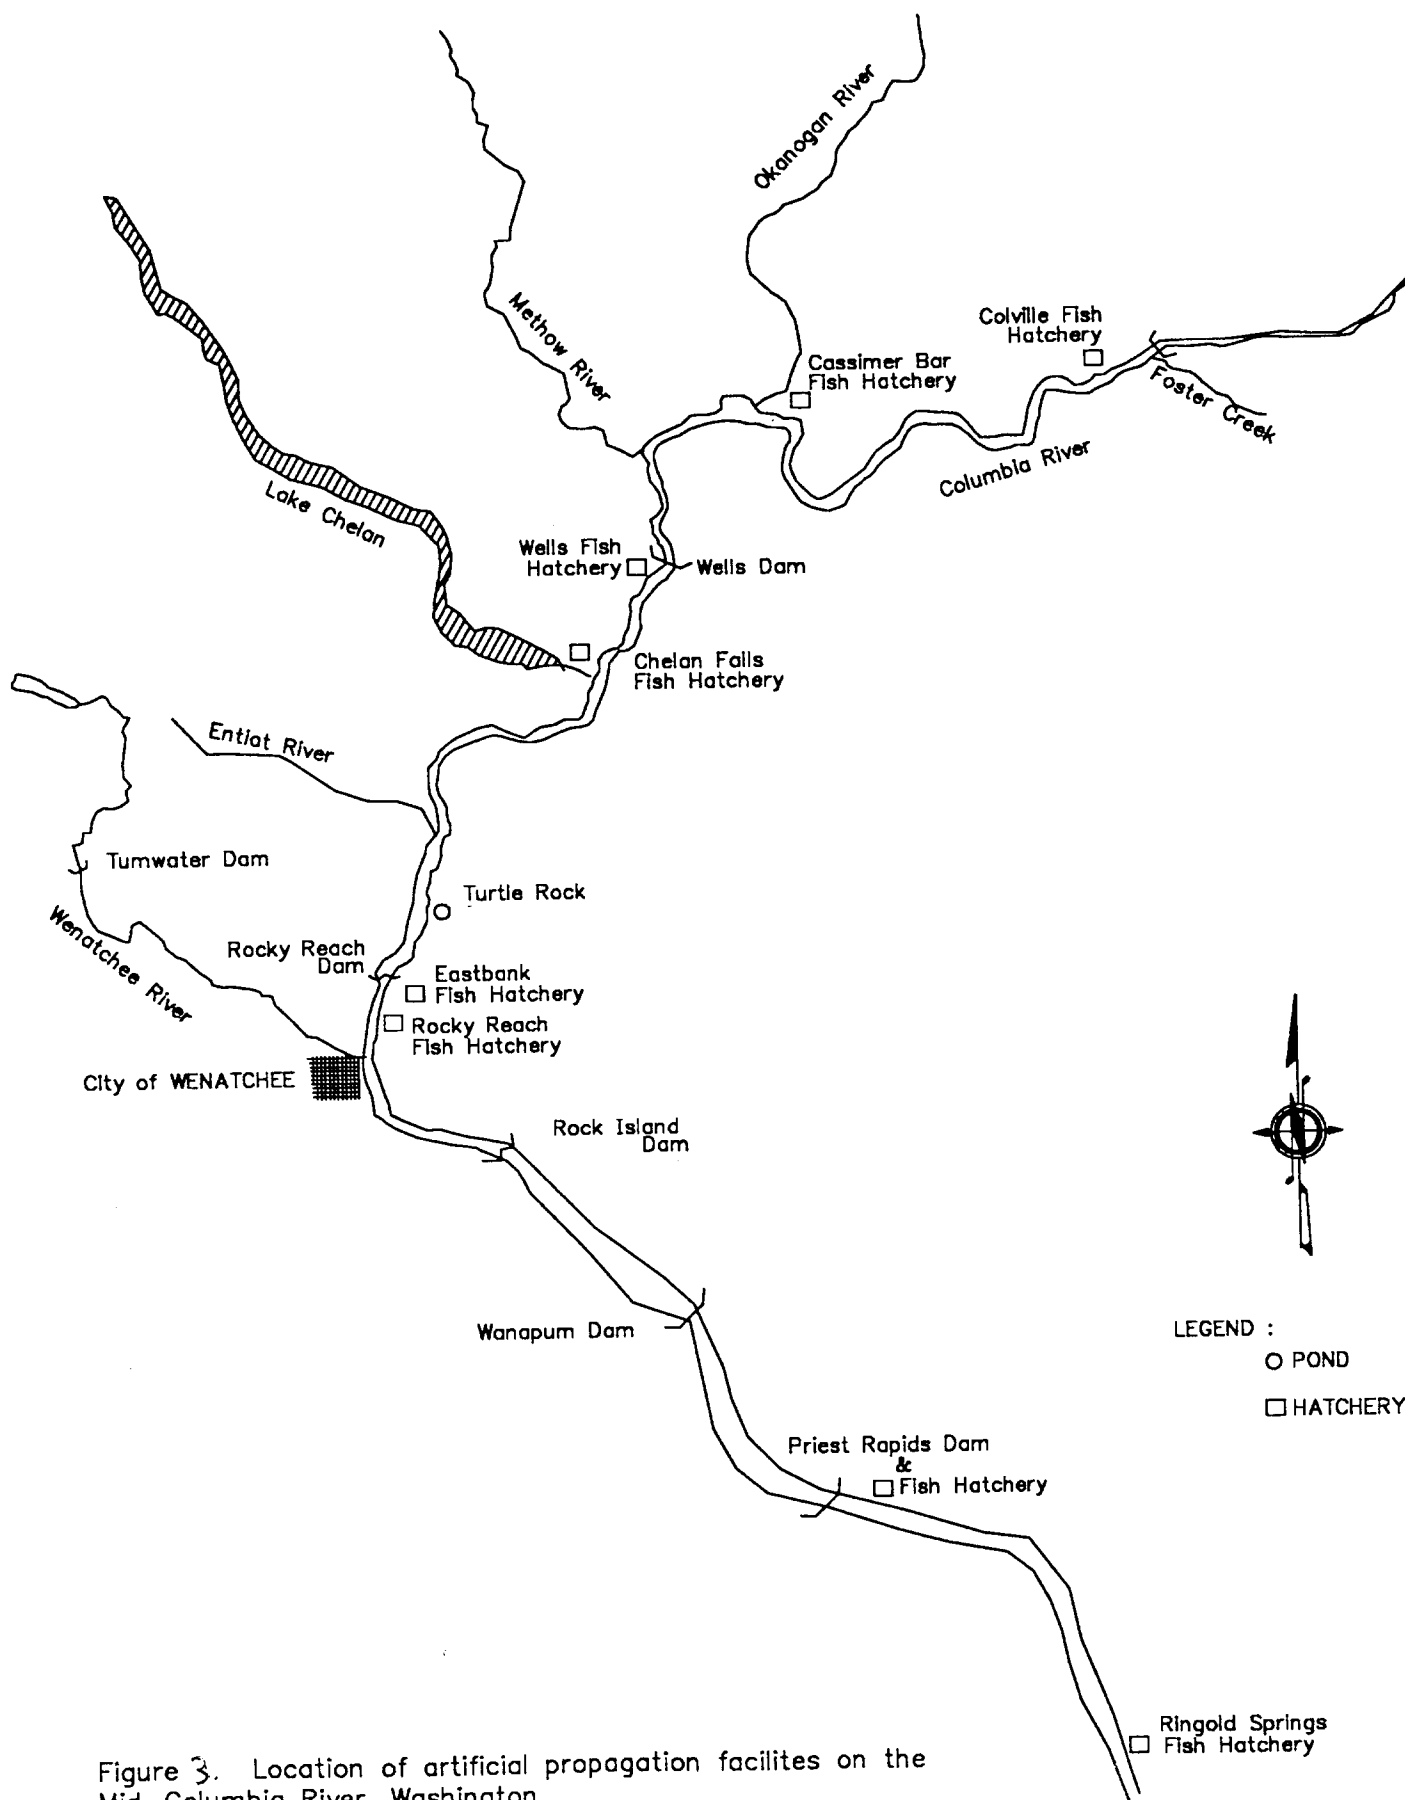 Okanogan River
Methow River
Colville Fish
Hatchery
Cassimer Bar
Fish Hatchery
Foster Creek
Columbia River
Lake Chelan
Wells Fish
Hatchery
Wells Dam
Chelan Falls
Fish Hatchery
Entiat River
Tumwater Dam
Turtle Rock
Wenatchee River
Rocky Reach
Dam
Eastbank
Fish Hatchery
Rocky Reach
Fish Hatchery
City of WENATCHEE
Rock Island
Dam
Wanapum Dam
LEGEND :
POND
HATCHERY
Priest Rapids Dam
&
Fish Hatchery
Ringold Springs
Fish Hatchery
Figure 3. Location of artificial propagation facilites on the
Mid-Columbia River, Washington